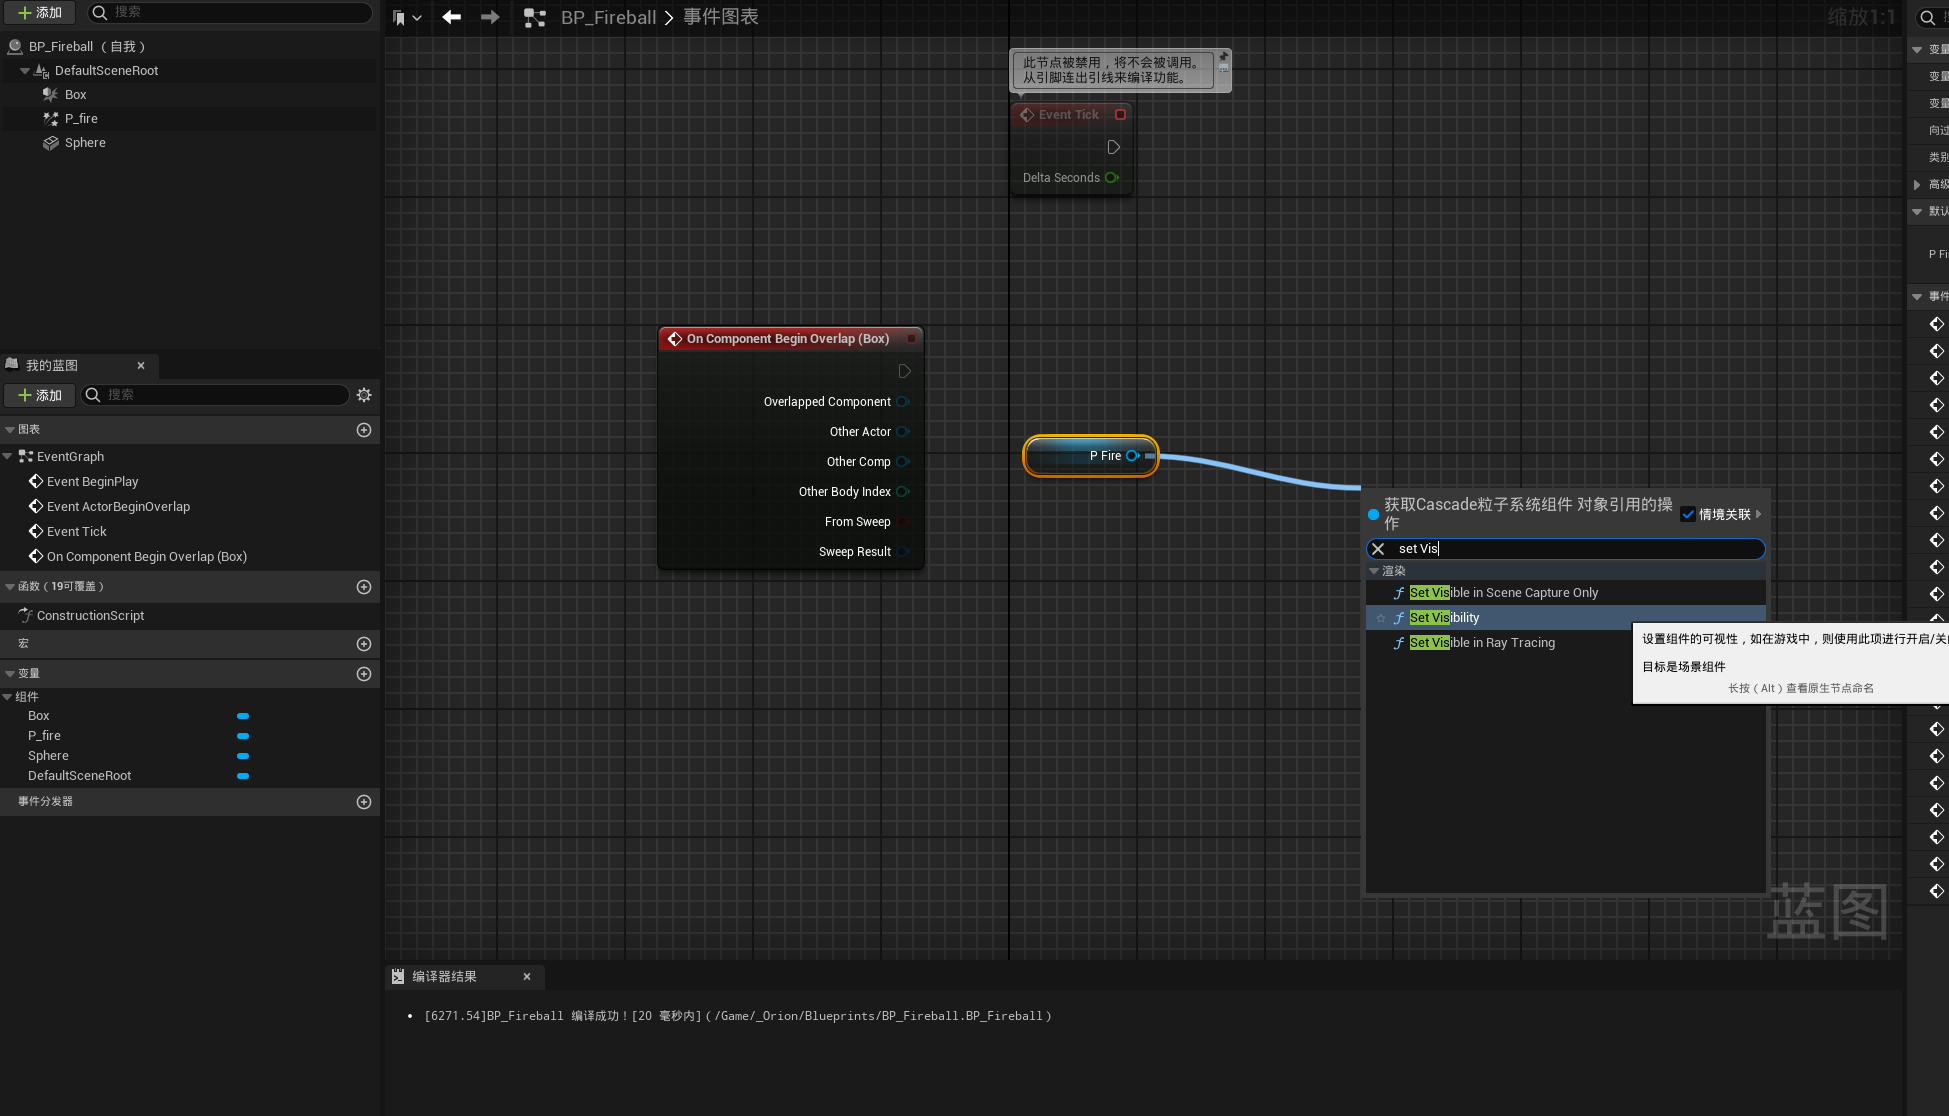 添加
搜索
BP_Fireball（自我）
DefaultSceneRoot
Box
P_fire
Sphere
我的蓝图
添加
搜索
图表
EventGraph
Event BeginPlay
Event ActorBeginOverlap
Event Tick
On Component Begin Overlap (Box)
函数（19可覆盖）
ConstructionScript
宏
变量
组件
Box
P_fire
Sphere
DefaultSceneRoot
事件分发器
BP_Fireball
事件图表
缩放1:1
此节点被禁用，将不会被调用。
从引脚连出引线来编译功能。
Event Tick
Delta Seconds
On Component Begin Overlap (Box)
Overlapped Component
Other Actor
Other Comp
Other Body Index
From Sweep
Sweep Result
P Fire
获取Cascade粒子系统组件 对象引用的操
作
情境关联
set Vis
渲染
Set Visible in Scene Capture Only
Set Visibility
Set Visible in Ray Tracing
设置组件的可视性，如在游戏中，则使用此项进行开启/关
目标是场景组件
长按（Alt）查看原生节点命名
蓝图
编译器结果
[6271.54]BP_Fireball 编译成功！[20 毫秒内]（/Game/_Orion/Blueprints/BP_Fireball.BP_Fireball）
变量
变量
变量
向过
类别
高级
默认
P Fi
事件